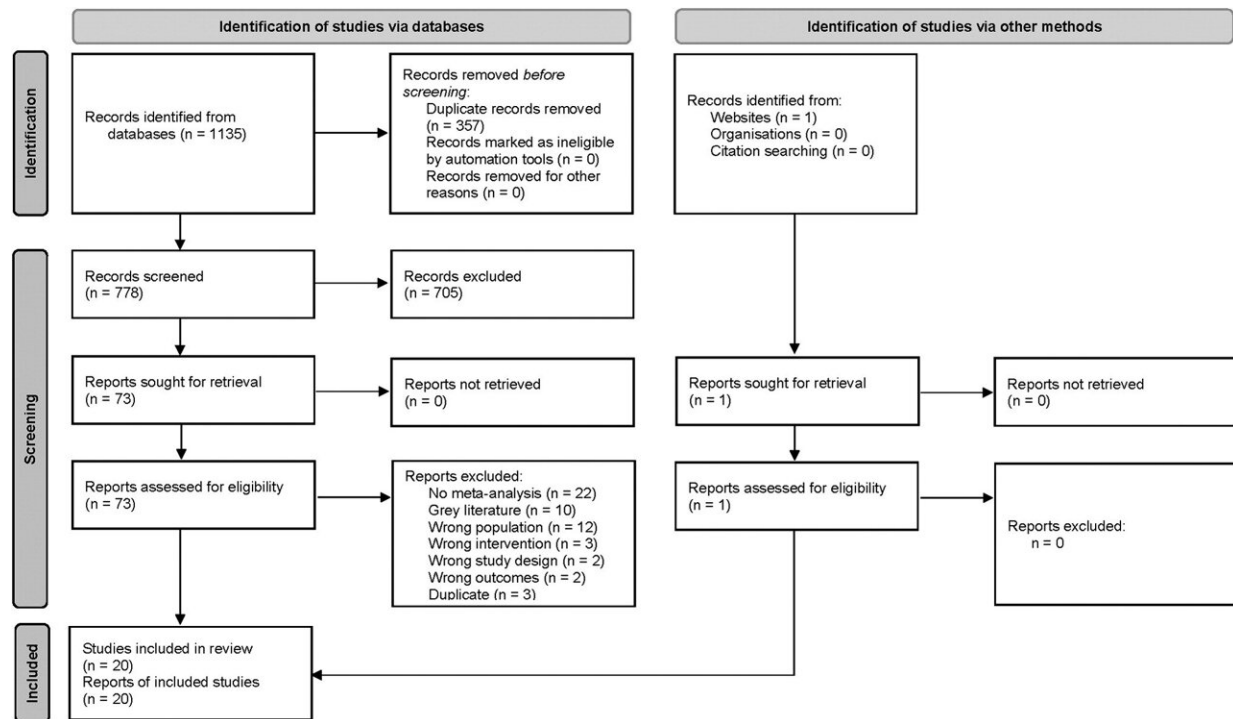 Identification of studies via databases
Identification of studies via other methods
Identification
Records identified from
databases (n = 1135)
Records removed before
screening:
Duplicate records removed
(n = 357)
Records marked as ineligible
by automation tools (n = 0)
Records removed for other
reasons (n = 0)
Records identified from:
Websites (n = 1)
Organisations (n = 0)
Citation searching (n = 0)
Screening
Records screened
(n = 778)
Records excluded
(n = 705)
Reports sought for retrieval
(n = 73)
Reports not retrieved
(n = 0)
Reports sought for retrieval
(n = 1)
Reports not retrieved
(n = 0)
Reports assessed for eligibility
(n = 73)
Reports excluded:
No meta-analysis (n = 22)
Grey literature (n = 10)
Wrong population (n = 12)
Wrong intervention (n = 3)
Wrong study design (n = 2)
Wrong outcomes (n = 2)
Duplicate (n = 3)
Reports assessed for eligibility
(n = 1)
Reports excluded:
n = 0
Included
Studies included in review
(n = 20)
Reports of included studies
(n = 20)